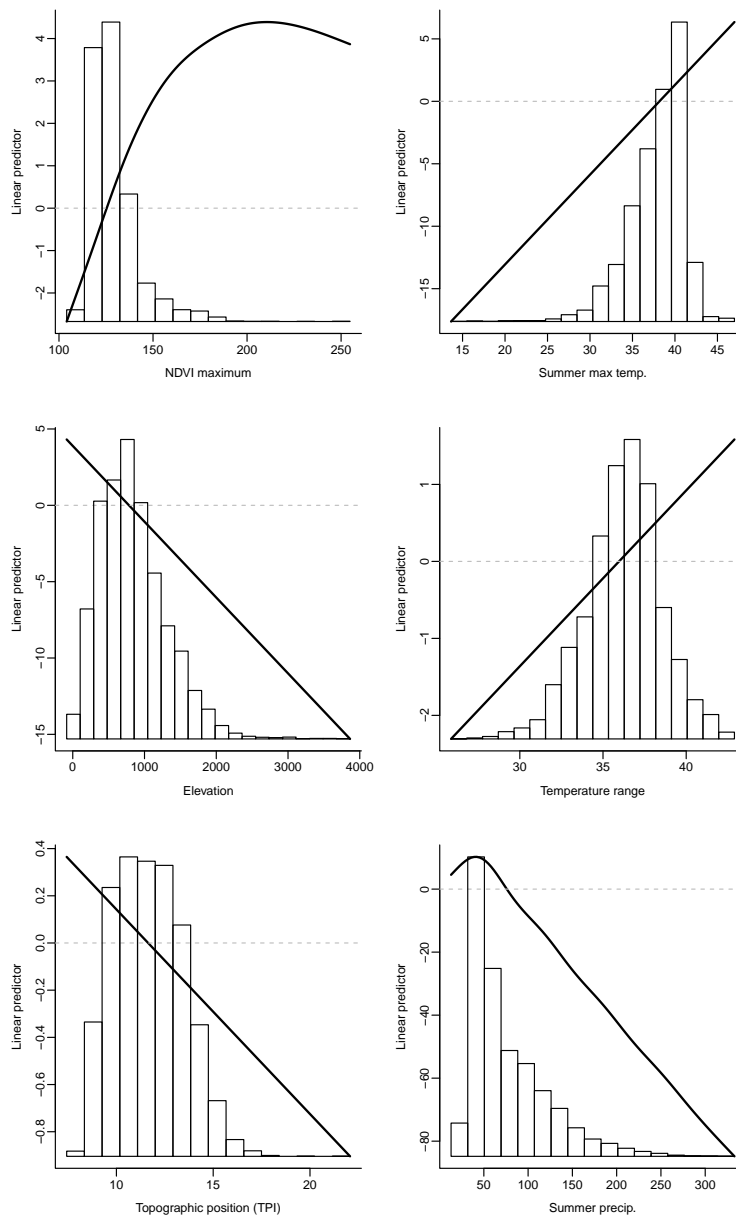 4
3
2
1
0
−1
−2
Linear predictor
100 150 200 250
NDVI maximum
5
0
−5
−10
−15
Linear predictor
15 20 25 30 35 40 45
Summer max temp.
5
0
−5
−10
−15
Linear predictor
0 1000 2000 3000 4000
Elevation
1
0
−1
−2
Linear predictor
30 35 40
Temperature range
0.4
0.2
0.0
−0.2
−0.4
−0.6
−0.8
Linear predictor
10 15 20
Topographic position (TPI)
0
−20
−40
−60
−80
Linear predictor
50 100 150 200 250 300
Summer precip.